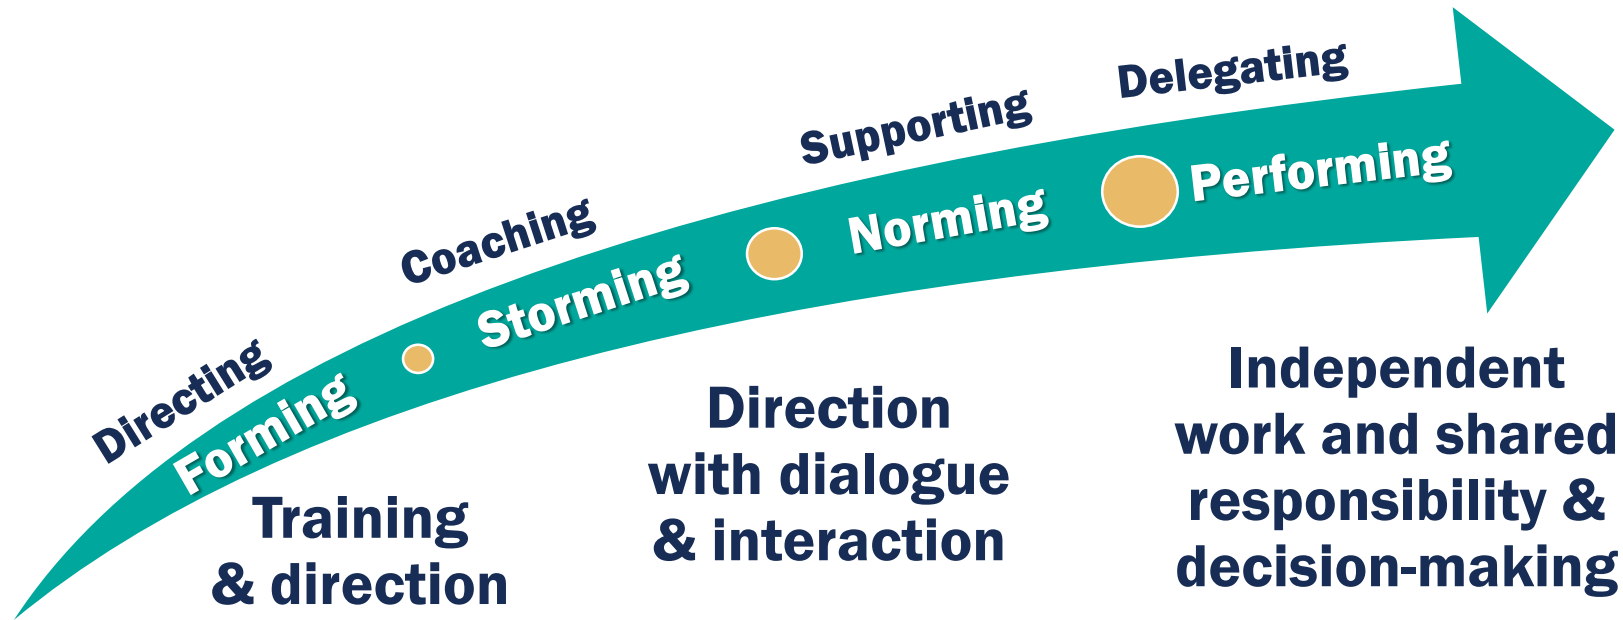 Directing
Coaching
Supporting
Delegating
Forming
Storming
Norming
Performing
Training
& direction
Direction
with dialogue
& interaction
Independent
work and shared
responsibility &
decision-making